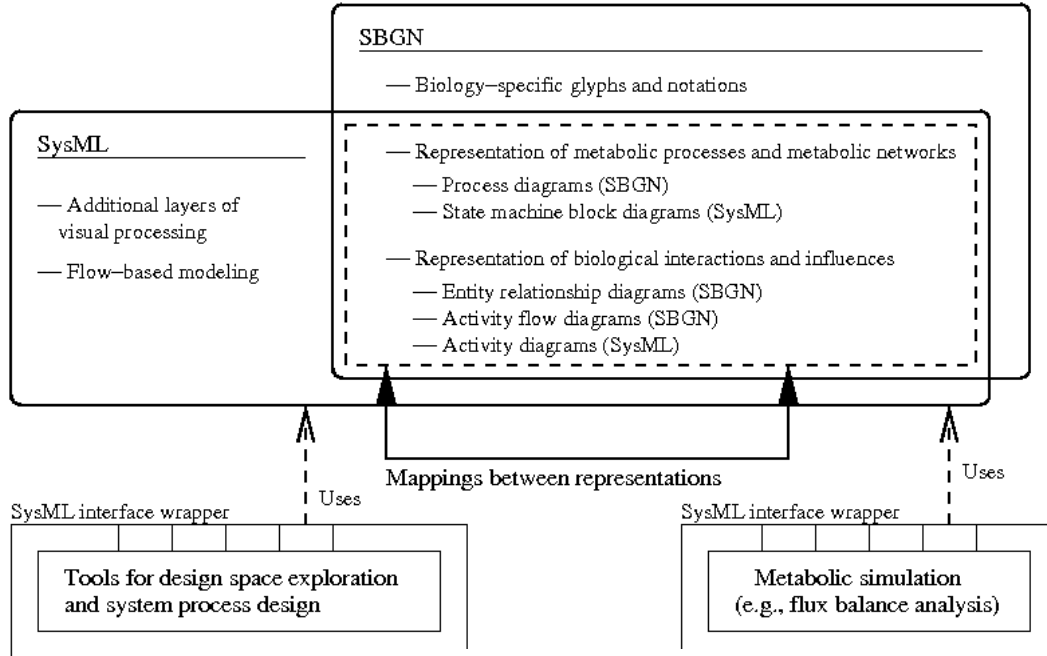 SBGN
— Biology–specific glyphs and notations
SysML
— Additional layers of
visual processing
— Flow–based modeling
— Representation of metabolic processes and metabolic networks
— Process diagrams (SBGN)
— State machine block diagrams (SysML)
— Representation of biological interactions and influences
— Entity relationship diagrams (SBGN)
— Activity flow diagrams (SBGN)
— Activity diagrams (SysML)
Mappings between representations
Uses
Uses
SysML interface wrapper
Tools for design space exploration
and system process design
SysML interface wrapper
Metabolic simulation
(e.g., flux balance analysis)